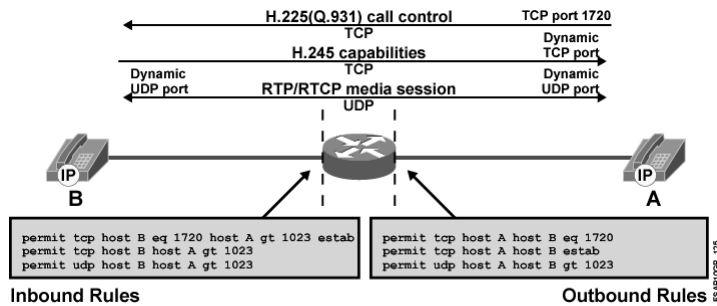 H.225(Q.931) call control
TCP port 1720
TCP
H.245 capabilities
Dynamic
TCP port
TCP
Dynamic
UDP port
RTP/RTCP media session
Dynamic
UDP port
UDP
IP
B
IP
A
permit tcp host B eq 1720 host A gt 1023 estab
permit tcp host B host A gt 1023
permit udp host B host A gt 1023
permit tcp host A host B eq 1720
permit tcp host A host B estab
permit udp host A host B gt 1023
Inbound Rules
Outbound Rules